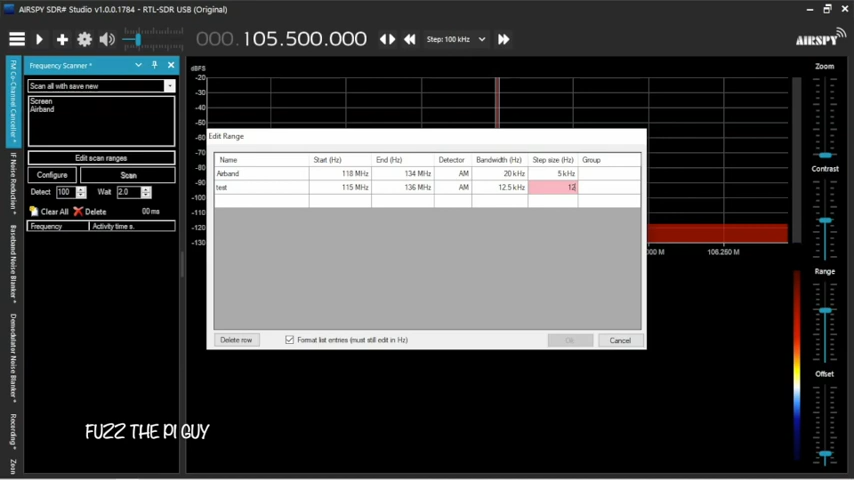 AIRSPY SDR# Studio v1.0.0.1784 - RTL-SDR USB (Original)
000.105.500.000
Step: 100 kHz
AIRSPY
Frequency Scanner *
Scan all with save new
Screen
Airband
Edit scan ranges
Configure
Scan
Detect
100
Wait
2.0
Clear All
Delete
00 ms
Frequency
Activity time s.
FM Co-Channel Canceller *
IF Noise Reduction *
Baseband Noise Blanker *
Demodulator Noise Blanker *
Recording *
Zoom
dBFS
-20
-30
-40
-50
-60
-70
-80
-90
-100
-110
-120
-130
Edit Range
Name Start (Hz) End (Hz) Detector Bandwidth (Hz) Step size (Hz) Group
Airband 118 MHz 134 MHz AM 20 kHz 5 kHz
test 115 MHz 136 MHz AM 12.5 kHz 12
Delete row
Format list entries (must still edit in Hz)
Ok
Cancel
000 M
106.250 M
Zoom
Contrast
Range
Offset
FUZZ THE PI GUY